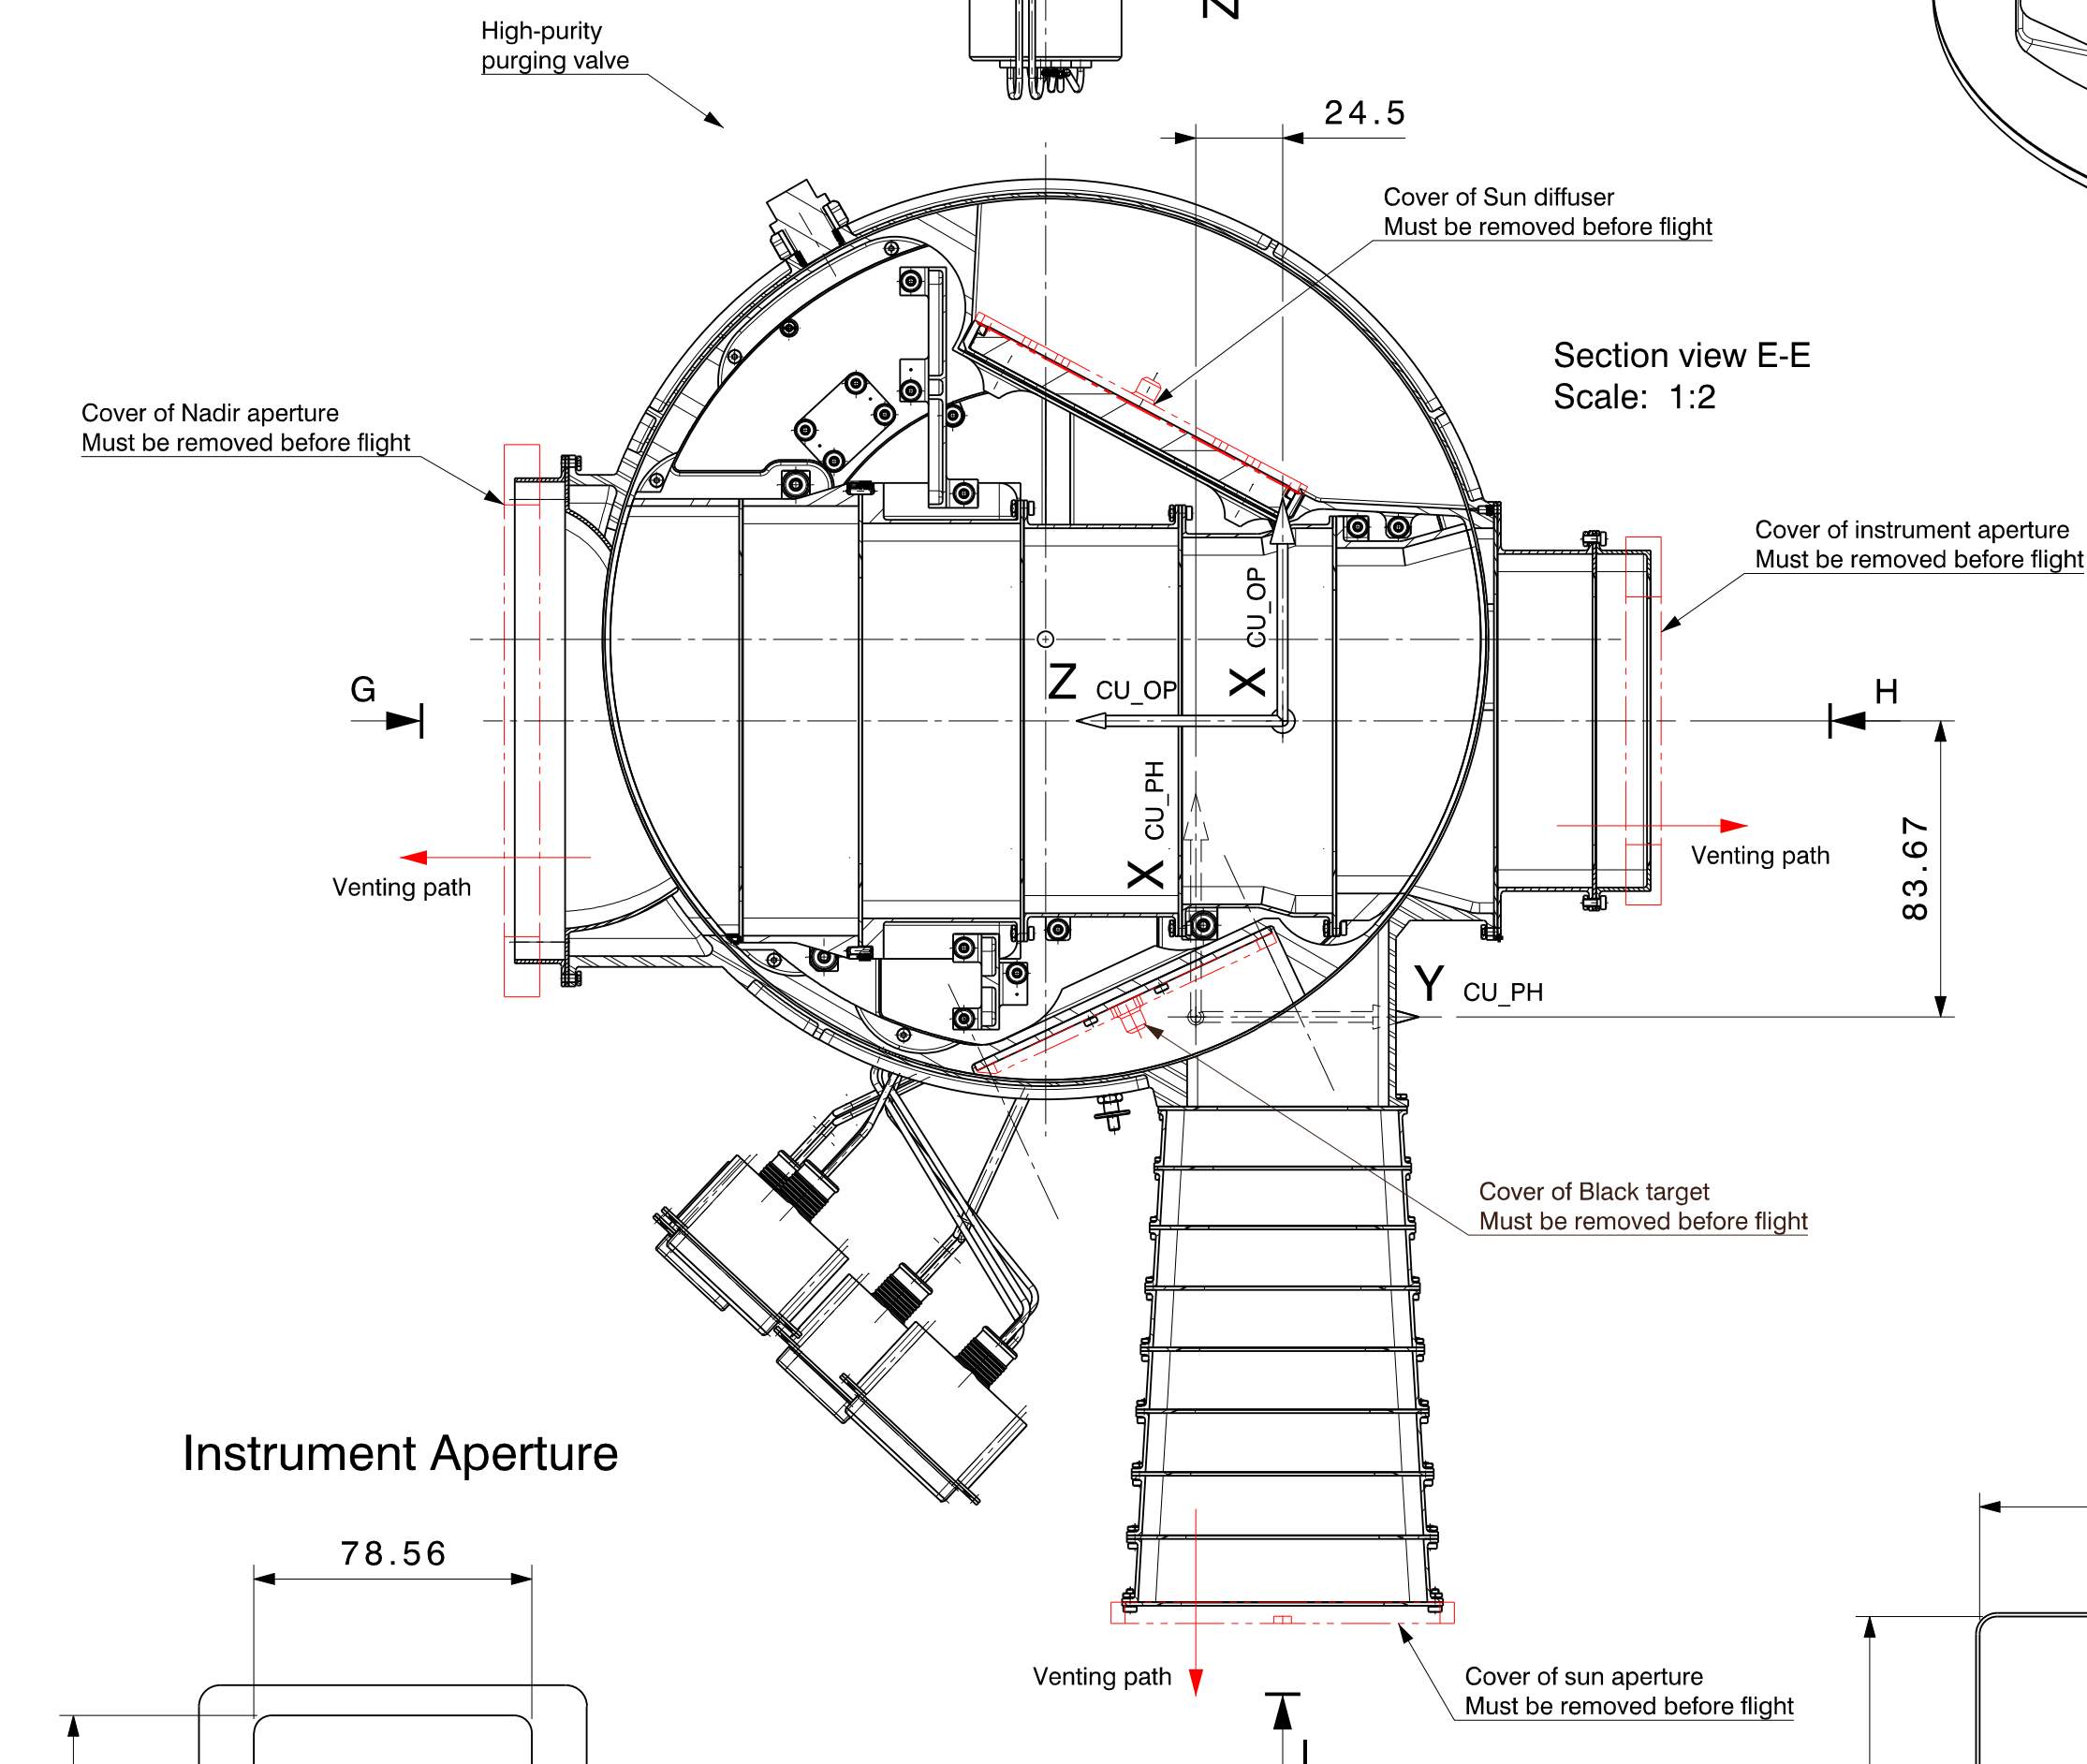 Z
High-purity
purging valve
24.5
Cover of Sun diffuser
Must be removed before flight
Section view E-E
Scale: 1:2
Cover of Nadir aperture
Must be removed before flight
Cover of instrument aperture
Must be removed before flight
X CU_OP
Z CU_OP
G
H
X CU_PH
83.67
Venting path
Venting path
Y CU_PH
Cover of Black target
Must be removed before flight
Instrument Aperture
78.56
Venting path
Cover of sun aperture
Must be removed before flight